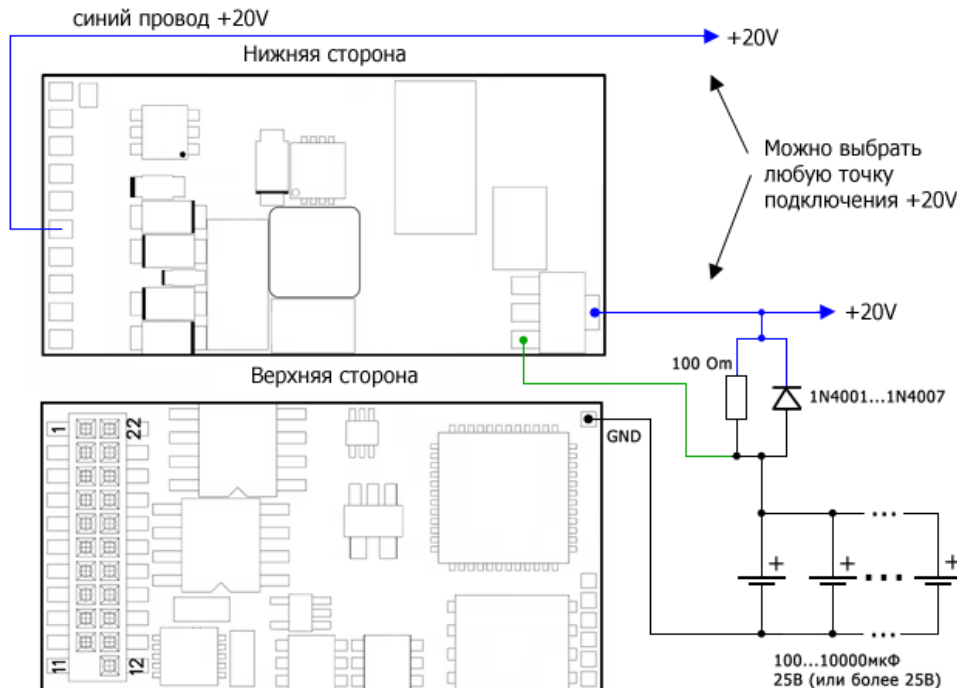 синий провод +20V
+20V
Нижняя сторона
Можно выбрать
любую точку
подключения +20V
+20V
100 Om
1N4001...1N4007
Верхняя сторона
1
22
GND
11
12
+
+
+
100...10000мкФ
25В (или более 25В)